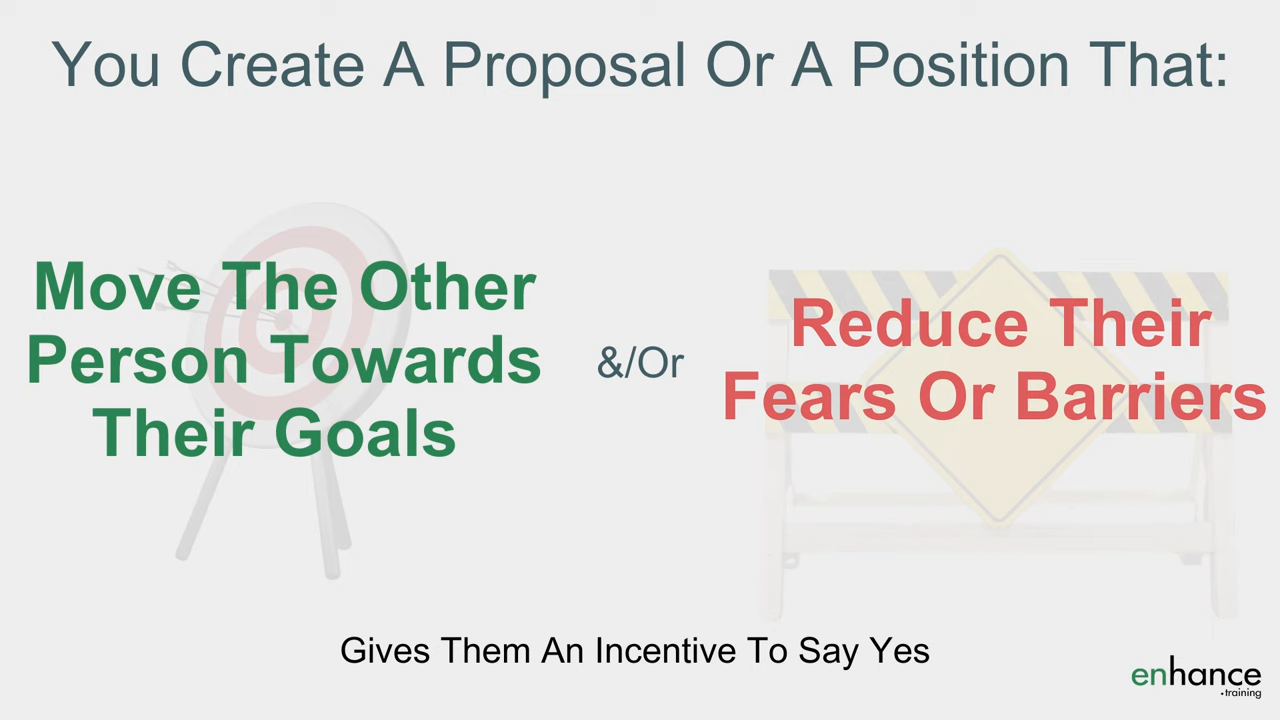 You Create A Proposal Or A Position That:
Move The Other
Person Towards
Their Goals
&/Or
Reduce Their
Fears Or Barriers
Gives Them An Incentive To Say Yes
enhance
.training